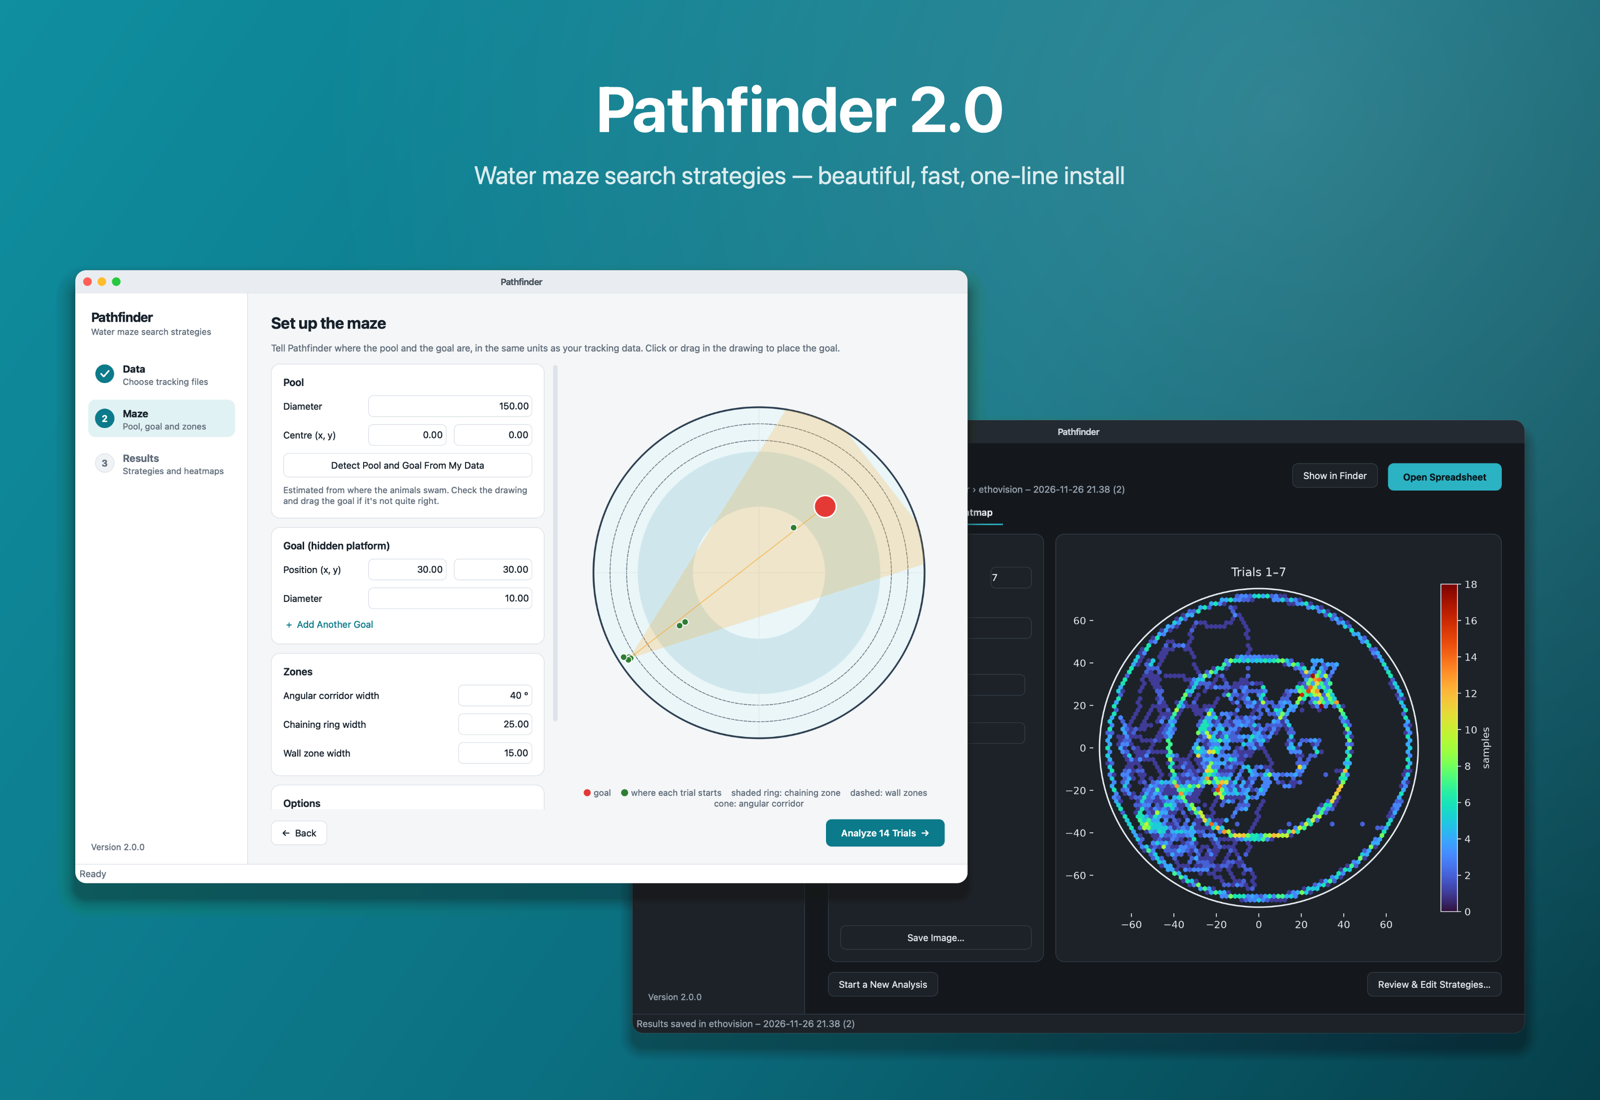 Pathfinder 2.0
Water maze search strategies — beautiful, fast, one-line install
Pathfinder
Pathfinder
Water maze search strategies
Data
Choose tracking files
2
Maze
Pool, goal and zones
3
Results
Strategies and heatmaps
Version 2.0.0
Ready
Set up the maze
Tell Pathfinder where the pool and the goal are, in the same units as your tracking data. Click or drag in the drawing to place the goal.
Pool
Diameter 150.00
Centre (x, y) 0.00 0.00
Detect Pool and Goal From My Data
Estimated from where the animals swam. Check the drawing
and drag the goal if it's not quite right.
Goal (hidden platform)
Position (x, y) 30.00 30.00
Diameter 10.00
+ Add Another Goal
Zones
Angular corridor width 40 °
Chaining ring width 25.00
Wall zone width 15.00
Options
goal where each trial starts shaded ring: chaining zone dashed: wall zones
cone: angular corridor
← Back
Analyze 14 Trials →
Pathfinder
r › ethovision – 2026-11-26 21.38 (2)
Show in Finder
Open Spreadsheet
atmap
7
Trials 1–7
60
40
20
0
−20
−40
−60
−60 −40 −20 0 20 40 60
18
16
14
12
10
8
6
4
2
0
samples
Save Image...
Start a New Analysis
Review & Edit Strategies...
Version 2.0.0
Results saved in ethovision – 2026-11-26 21.38 (2)